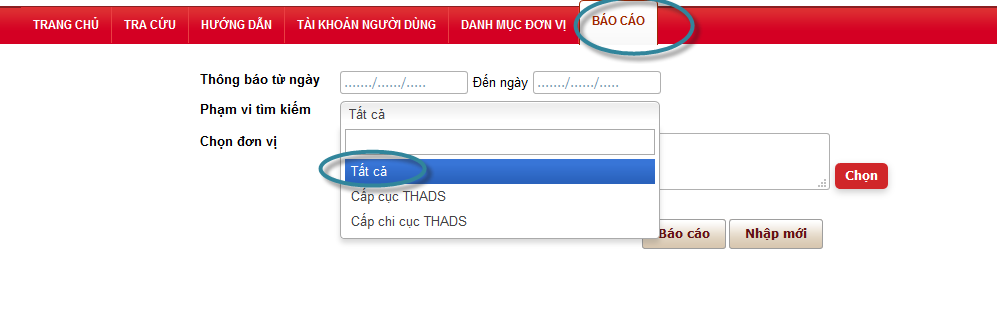 TRANG CHỦ TRA CỨU HƯỚNG DẪN TÀI KHOẢN NGƯỜI DÙNG DANH MỤC ĐƠN VỊ BÁO CÁO
Thông báo từ ngày ......./....../..... Đến ngày ......./....../.....
Phạm vi tìm kiếm Tất cả
Chọn đơn vị
Tất cả
Chọn
Cấp cục THADS
Cấp chi cục THADS
Báo cáo Nhập mới